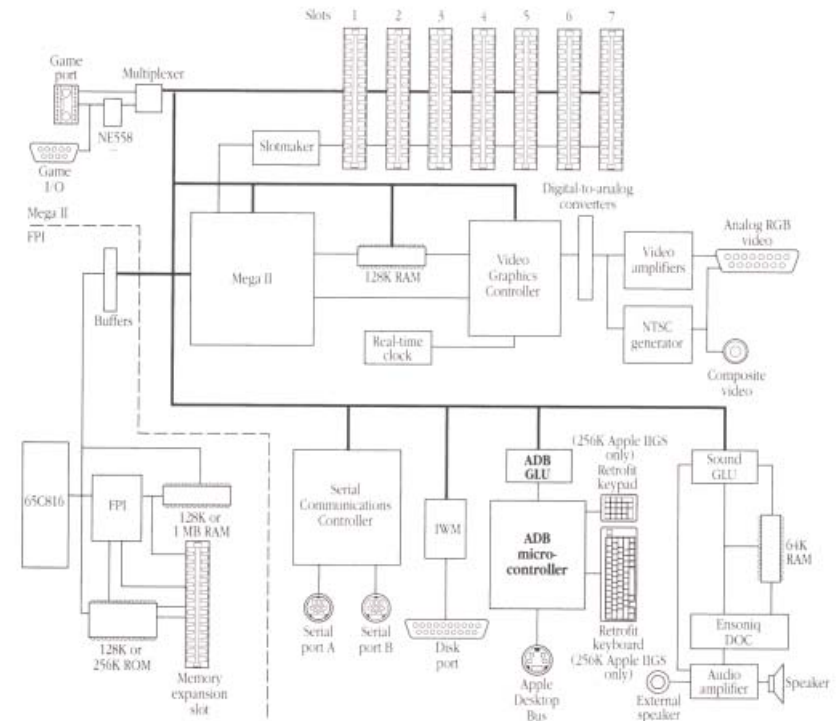 Slots 1 2 3 4 5 6 7
Game
port
Multiplexer
NE558
Game
I/O
Slotmaker
Mega II
FPI
Digital-to-analog
converters
Analog RGB
video
Mega II
128K RAM
Video
Graphics
Controller
Video
amplifiers
Buffers
Real-time
clock
NTSC
generator
Composite
video
65C816
FPI
128K or
1 MB RAM
128K or
256K ROM
Memory
expansion
slot
Serial
Communications
Controller
Serial
port A
Serial
port B
IWM
Disk
port
ADB
GLU
(256K Apple IIGS
only)
Retrofit
keypad
ADB
micro-
controller
Retrofit
keyboard
(256K Apple IIGS
only)
Apple
Desktop
Bus
Sound
GLU
64K
RAM
Ensoniq
DOC
Audio
amplifier
Speaker
External
speaker